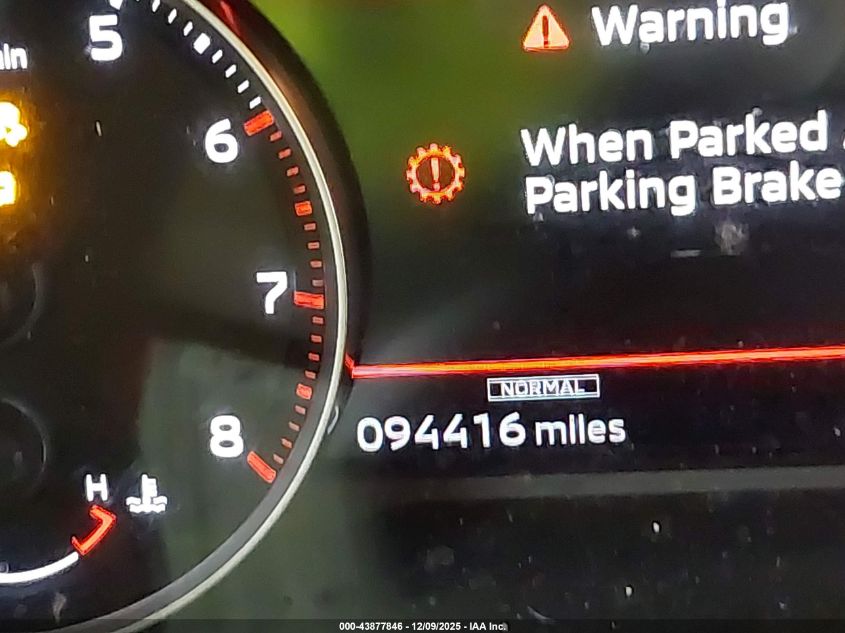 Warning
When Parked
Parking Brake
5
6
7
8
H
NORMAL
094416 miles
000-43877846 - 12/09/2025 - IAA Inc.